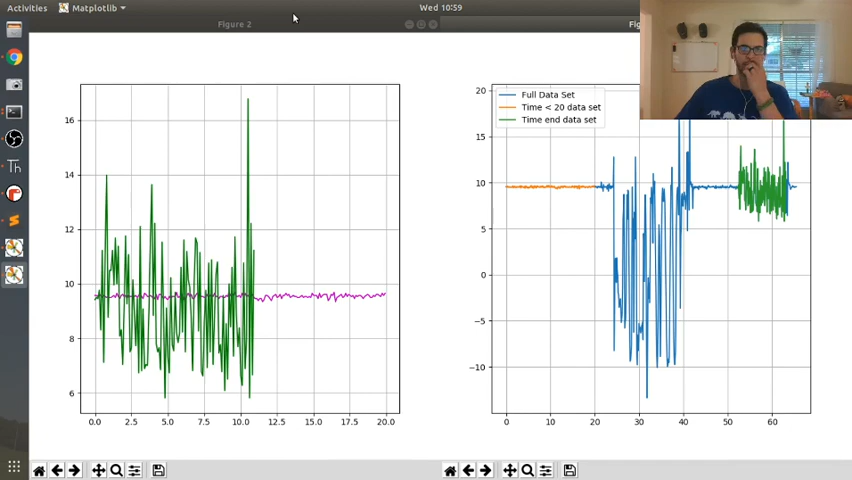 Activities
Matplotlib
Wed 10:59
Figure 2
Fig
16
14
12
10
8
6
0.0 2.5 5.0 7.5 10.0 12.5 15.0 17.5 20.0
Full Data Set
Time < 20 data set
Time end data set
20
15
10
5
0
−5
−10
0 10 20 30 40 50 60
Th